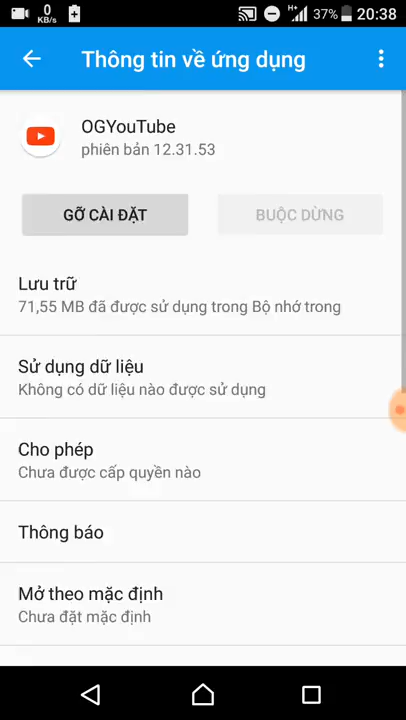 0
KB/s
H+
37%
20:38
Thông tin về ứng dụng
OGYouTube
phiên bản 12.31.53
GỠ CÀI ĐẶT
BUỘC DỪNG
Lưu trữ
71,55 MB đã được sử dụng trong Bộ nhớ trong
Sử dụng dữ liệu
Không có dữ liệu nào được sử dụng
Cho phép
Chưa được cấp quyền nào
Thông báo
Mở theo mặc định
Chưa đặt mặc định